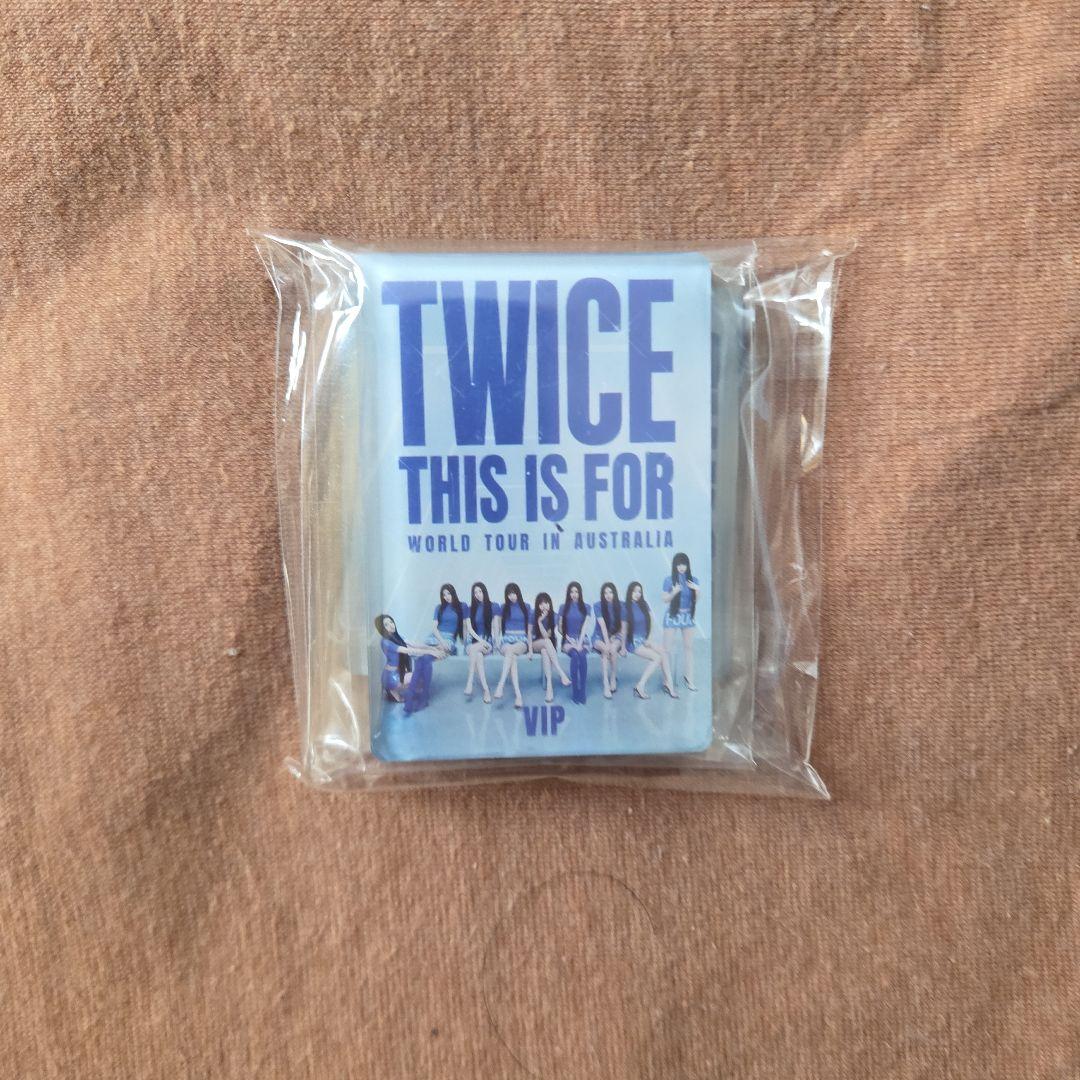 TWICE
THIS IS FOR
WORLD TOUR IN AUSTRALIA
VIP